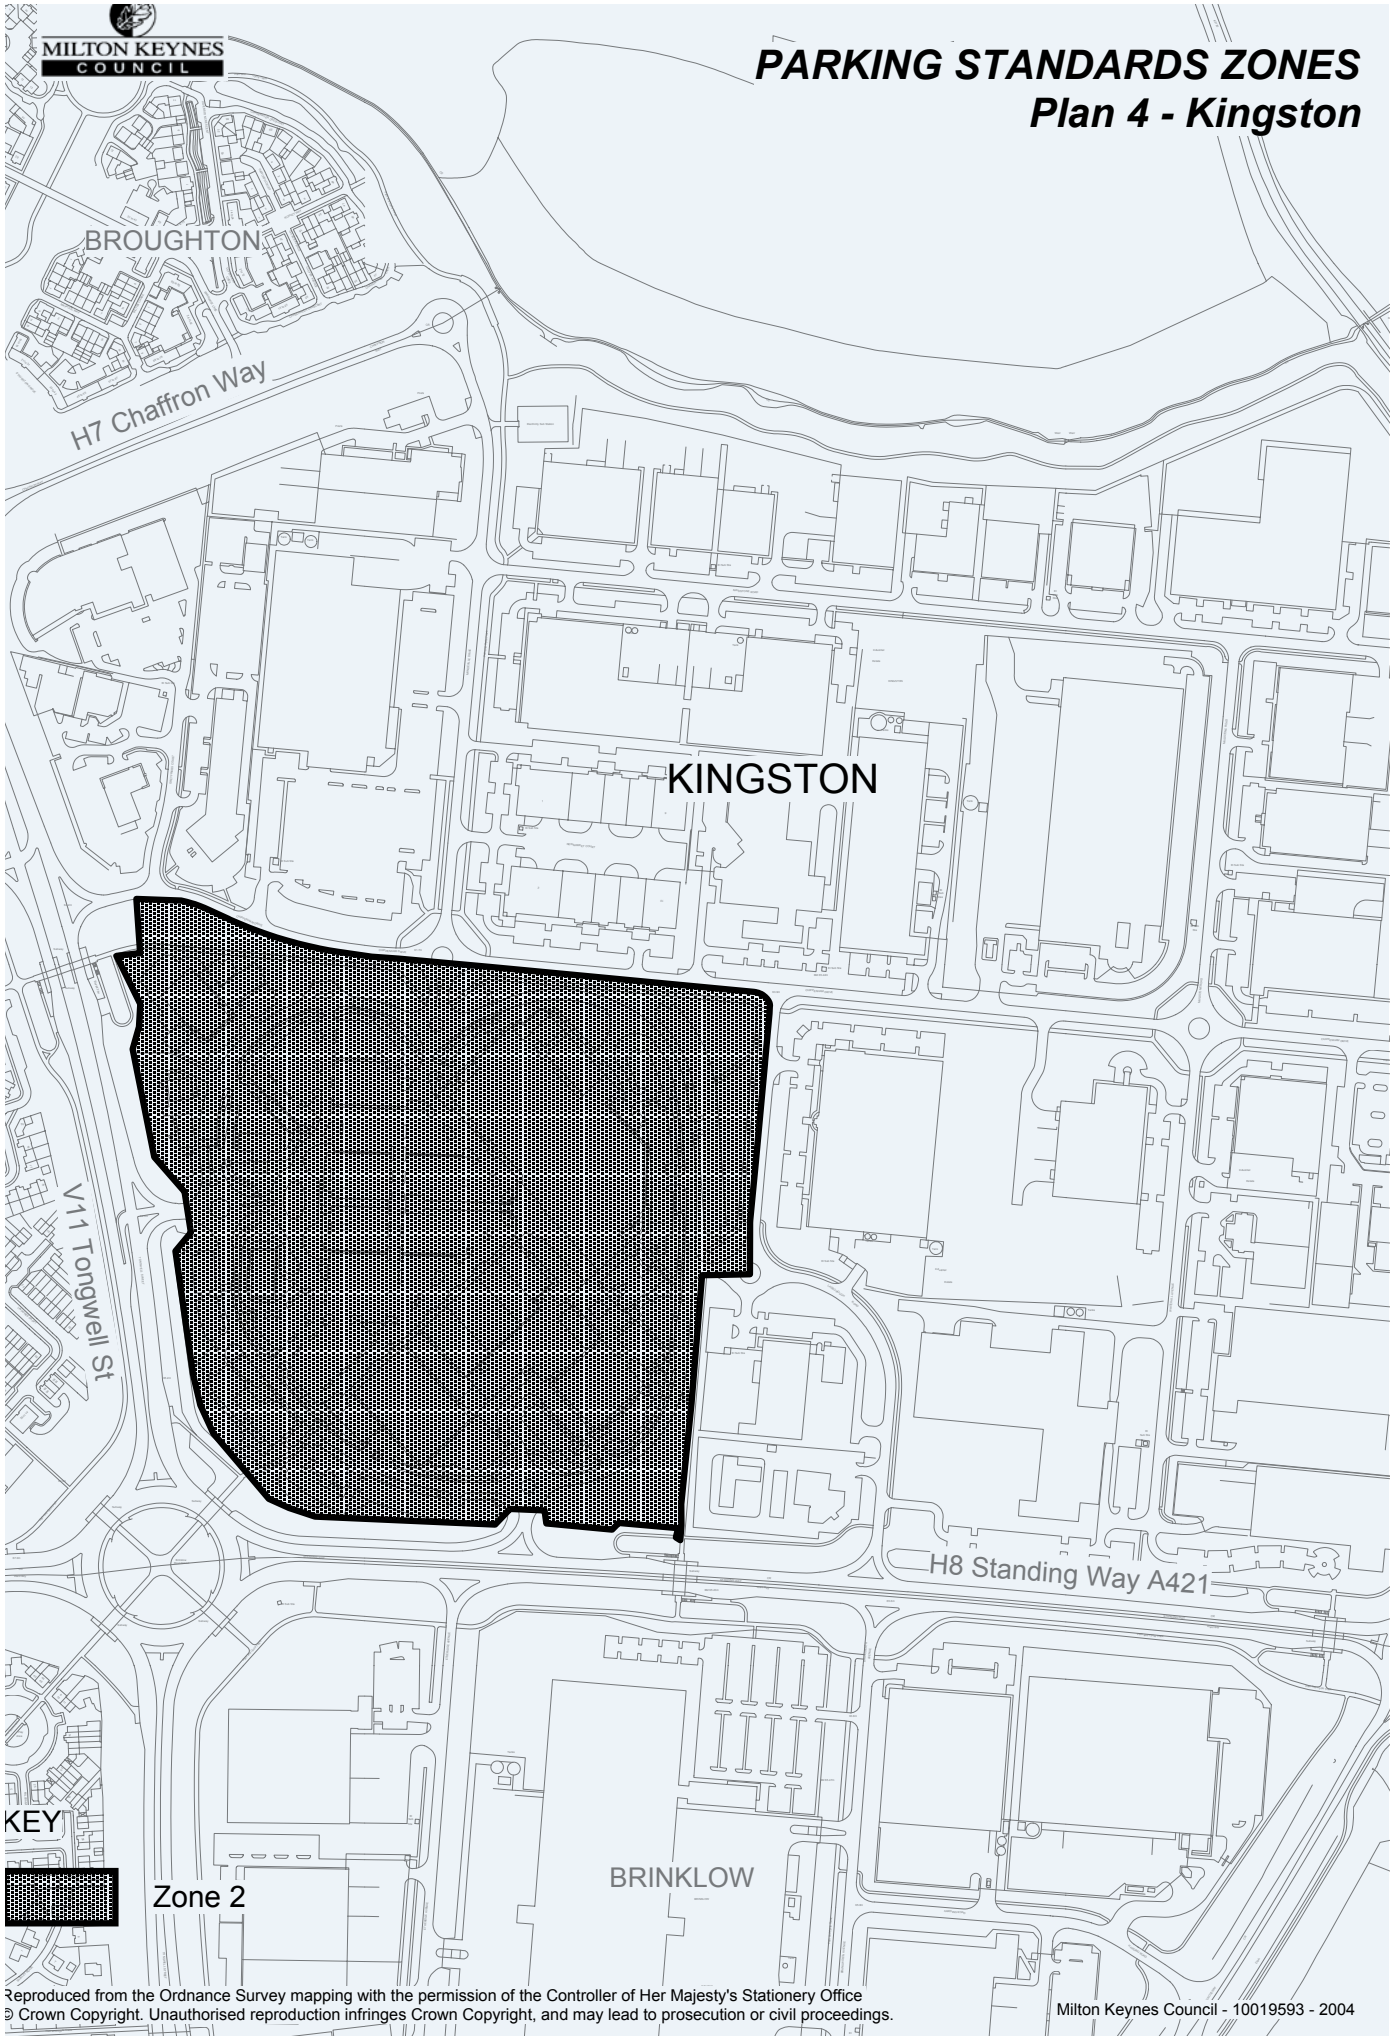 MILTON KEYNES
COUNCIL
PARKING STANDARDS ZONES
Plan 4 - Kingston
BROUGHTON
H7 Chaffron Way
KINGSTON
V11 Tongwell St
H8 Standing Way A421
KEY
BRINKLOW
Zone 2
Reproduced from the Ordnance Survey mapping with the permission of the Controller of Her Majesty's Stationery Office
© Crown Copyright. Unauthorised reproduction infringes Crown Copyright, and may lead to prosecution or civil proceedings.
Milton Keynes Council - 10019593 - 2004